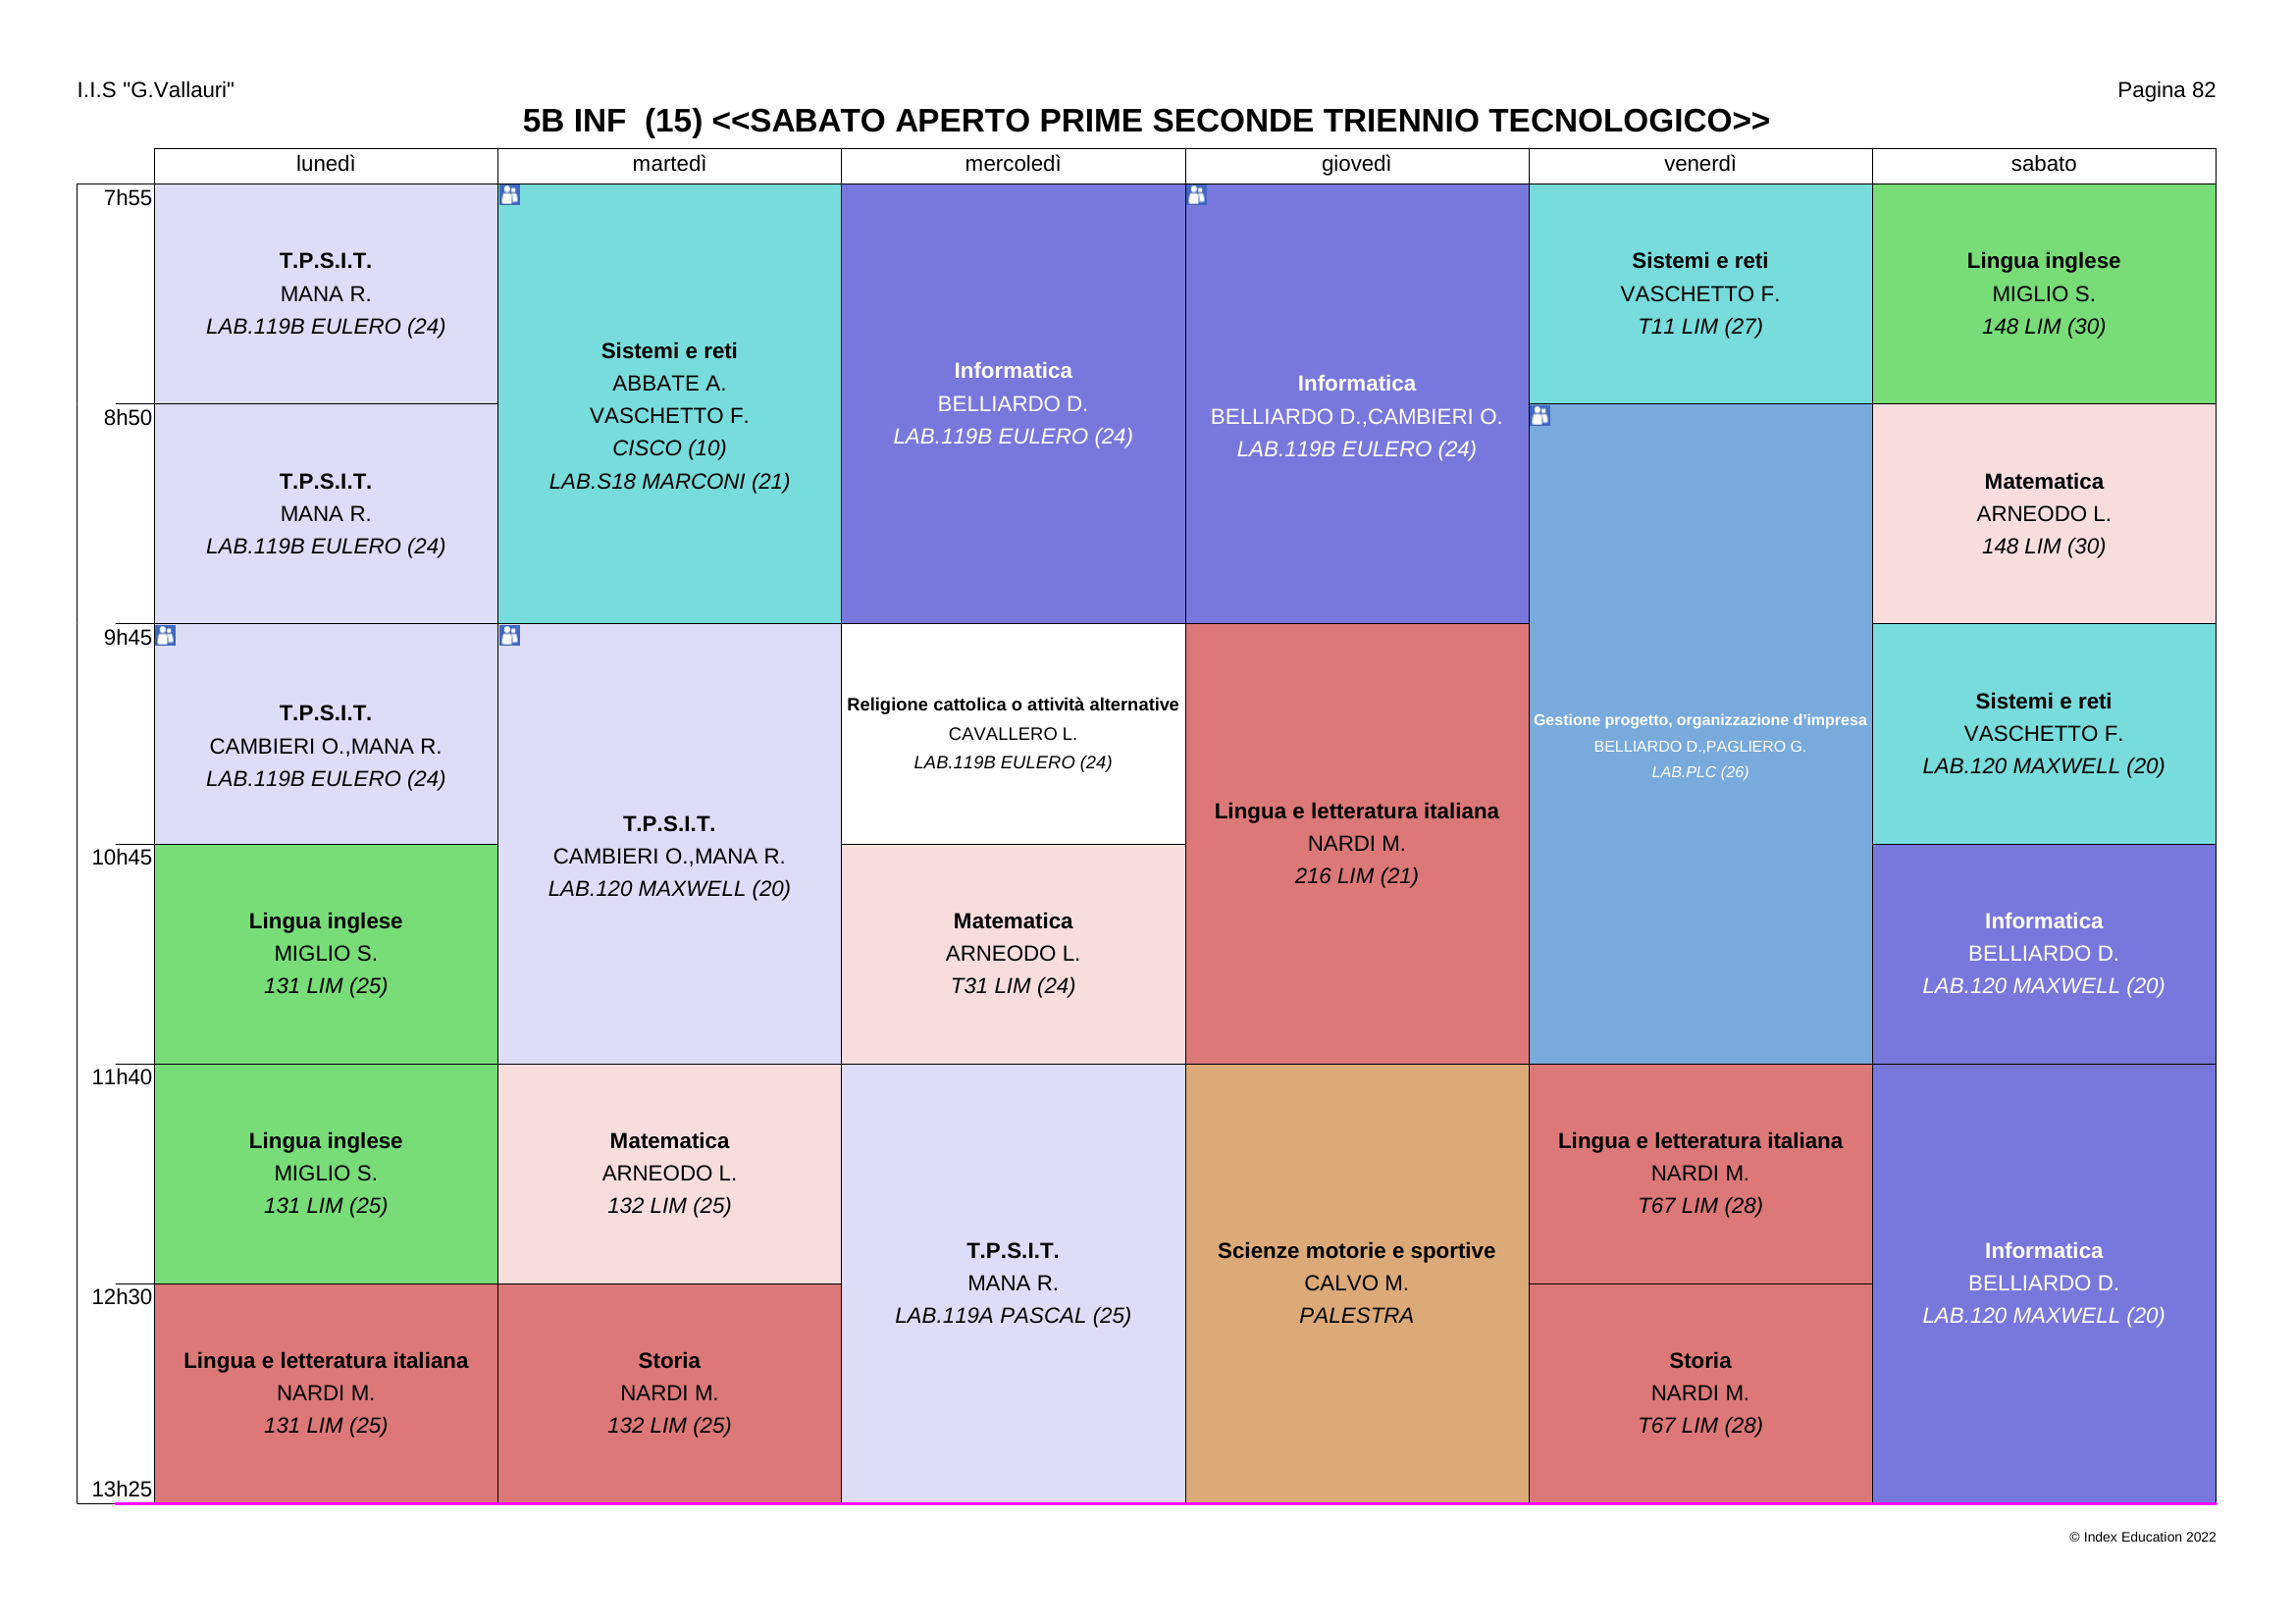 I.I.S "G.Vallauri"
Pagina 82
5B INF (15) <<SABATO APERTO PRIME SECONDE TRIENNIO TECNOLOGICO>>
lunedì
martedì
mercoledì
giovedì
venerdì
sabato
7h55
8h50
9h45
10h45
11h40
12h30
13h25
T.P.S.I.T.
MANA R.
LAB.119B EULERO (24)
T.P.S.I.T.
MANA R.
LAB.119B EULERO (24)
T.P.S.I.T.
CAMBIERI O.,MANA R.
LAB.119B EULERO (24)
Lingua inglese
MIGLIO S.
131 LIM (25)
Lingua inglese
MIGLIO S.
131 LIM (25)
Lingua e letteratura italiana
NARDI M.
131 LIM (25)
Sistemi e reti
ABBATE A.
VASCHETTO F.
CISCO (10)
LAB.S18 MARCONI (21)
T.P.S.I.T.
CAMBIERI O.,MANA R.
LAB.120 MAXWELL (20)
Matematica
ARNEODO L.
132 LIM (25)
Storia
NARDI M.
132 LIM (25)
Informatica
BELLIARDO D.
LAB.119B EULERO (24)
Religione cattolica o attività alternative
CAVALLERO L.
LAB.119B EULERO (24)
Matematica
ARNEODO L.
T31 LIM (24)
T.P.S.I.T.
MANA R.
LAB.119A PASCAL (25)
Informatica
BELLIARDO D.,CAMBIERI O.
LAB.119B EULERO (24)
Lingua e letteratura italiana
NARDI M.
216 LIM (21)
Scienze motorie e sportive
CALVO M.
PALESTRA
Sistemi e reti
VASCHETTO F.
T11 LIM (27)
Gestione progetto, organizzazione d’impresa
BELLIARDO D.,PAGLIERO G.
LAB.PLC (26)
Lingua e letteratura italiana
NARDI M.
T67 LIM (28)
Storia
NARDI M.
T67 LIM (28)
Lingua inglese
MIGLIO S.
148 LIM (30)
Matematica
ARNEODO L.
148 LIM (30)
Sistemi e reti
VASCHETTO F.
LAB.120 MAXWELL (20)
Informatica
BELLIARDO D.
LAB.120 MAXWELL (20)
Informatica
BELLIARDO D.
LAB.120 MAXWELL (20)
© Index Education 2022